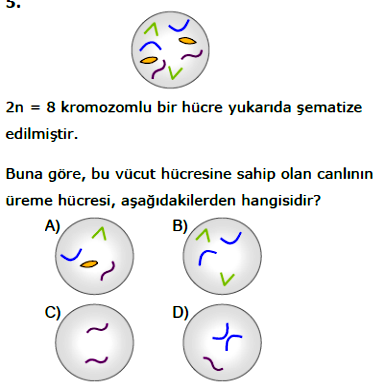 5.
2n = 8 kromozomlu bir hücre yukarıda şematize
edilmiştir.
Buna göre, bu vücut hücresine sahip olan canlının
üreme hücresi, aşağıdakilerden hangisidir?
A) B)
C) D)